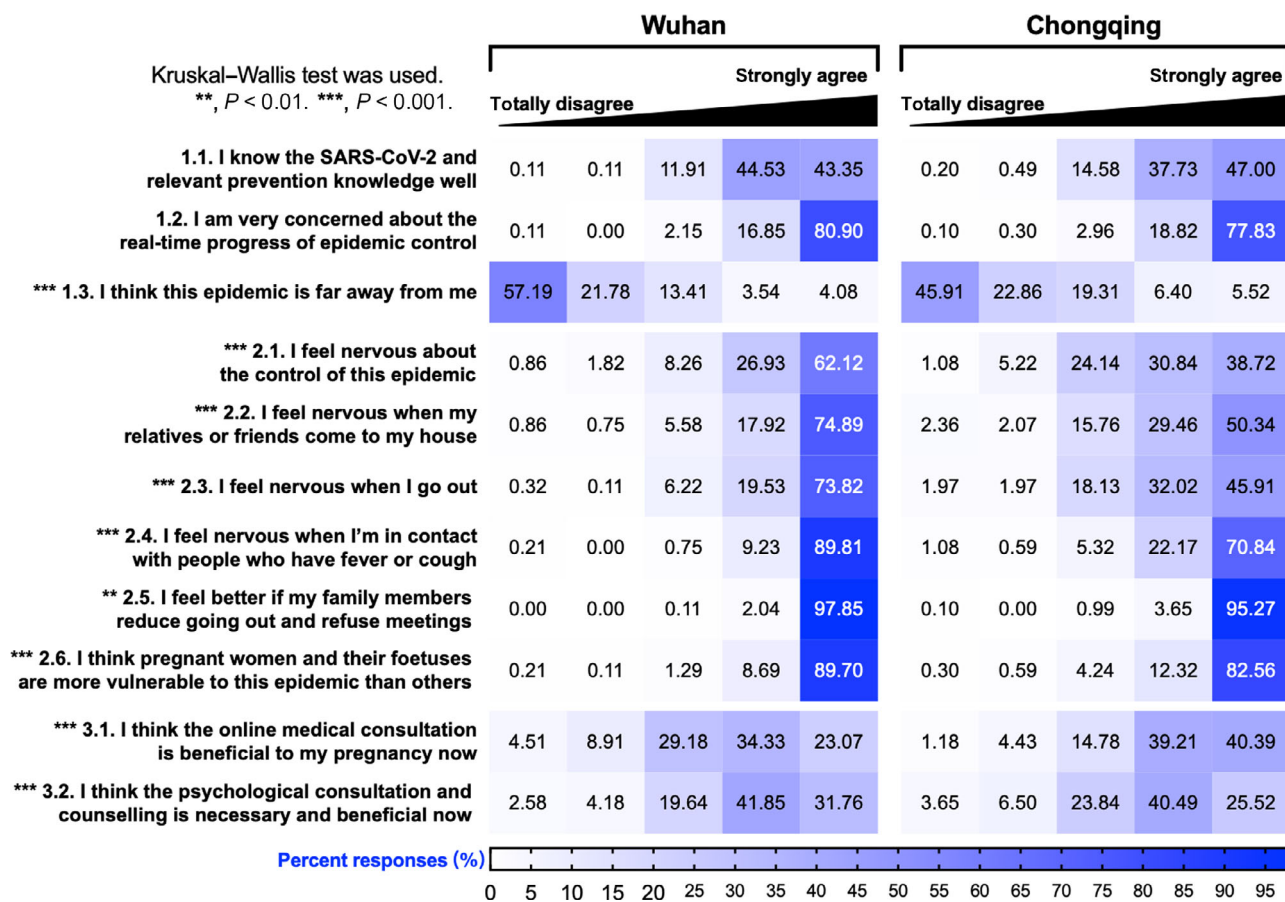 Wuhan
Chongqing
Kruskal–Wallis test was used.
**, P < 0.01. ***, P < 0.001.
Strongly agree
Totally disagree
Strongly agree
Totally disagree
1.1. I know the SARS-CoV-2 and
relevant prevention knowledge well
0.11 0.11 11.91 44.53 43.35 0.20 0.49 14.58 37.73 47.00
1.2. I am very concerned about the
real-time progress of epidemic control
0.11 0.00 2.15 16.85 80.90 0.10 0.30 2.96 18.82 77.83
*** 1.3. I think this epidemic is far away from me
57.19 21.78 13.41 3.54 4.08 45.91 22.86 19.31 6.40 5.52
*** 2.1. I feel nervous about
the control of this epidemic
0.86 1.82 8.26 26.93 62.12 1.08 5.22 24.14 30.84 38.72
*** 2.2. I feel nervous when my
relatives or friends come to my house
0.86 0.75 5.58 17.92 74.89 2.36 2.07 15.76 29.46 50.34
*** 2.3. I feel nervous when I go out
0.32 0.11 6.22 19.53 73.82 1.97 1.97 18.13 32.02 45.91
*** 2.4. I feel nervous when I'm in contact
with people who have fever or cough
0.21 0.00 0.75 9.23 89.81 1.08 0.59 5.32 22.17 70.84
** 2.5. I feel better if my family members
reduce going out and refuse meetings
0.00 0.00 0.11 2.04 97.85 0.10 0.00 0.99 3.65 95.27
*** 2.6. I think pregnant women and their foetuses
are more vulnerable to this epidemic than others
0.21 0.11 1.29 8.69 89.70 0.30 0.59 4.24 12.32 82.56
*** 3.1. I think the online medical consultation
is beneficial to my pregnancy now
4.51 8.91 29.18 34.33 23.07 1.18 4.43 14.78 39.21 40.39
*** 3.2. I think the psychological consultation and
counselling is necessary and beneficial now
2.58 4.18 19.64 41.85 31.76 3.65 6.50 23.84 40.49 25.52
Percent responses (%)
0 5 10 15 20 25 30 35 40 45 50 55 60 65 70 75 80 85 90 95